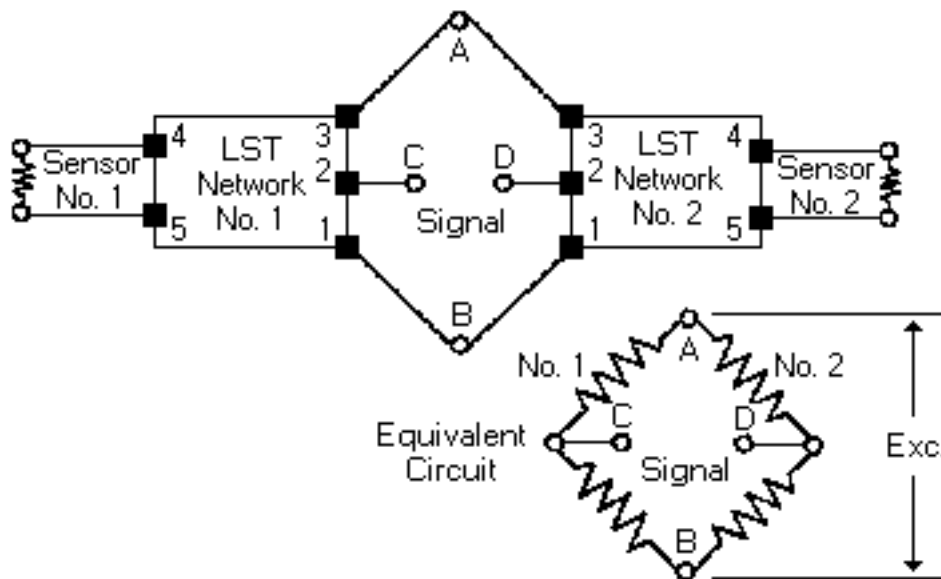 A
4
LST
Network
No. 1
3
2
1
5
Sensor
No. 1
C
D
Signal
3
2
1
LST
Network
No. 2
4
5
Sensor
No. 2
B
A
No. 1
No. 2
C
D
Signal
B
Equivalent
Circuit
Exc.